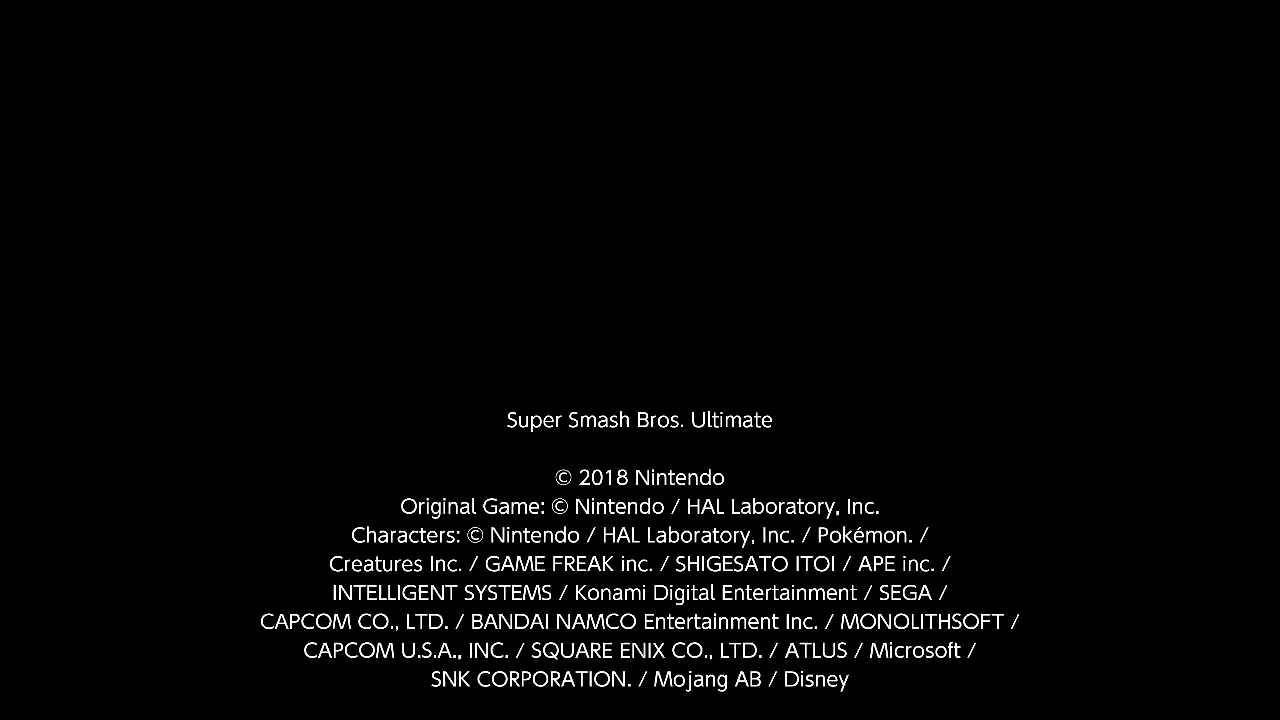 Super Smash Bros. Ultimate
© 2018 Nintendo
Original Game: © Nintendo / HAL Laboratory, Inc.
Characters: © Nintendo / HAL Laboratory, Inc. / Pokémon. /
Creatures Inc. / GAME FREAK inc. / SHIGESATO ITOI / APE inc. /
INTELLIGENT SYSTEMS / Konami Digital Entertainment / SEGA /
CAPCOM CO., LTD. / BANDAI NAMCO Entertainment Inc. / MONOLITHSOFT /
CAPCOM U.S.A., INC. / SQUARE ENIX CO., LTD. / ATLUS / Microsoft /
SNK CORPORATION. / Mojang AB / Disney